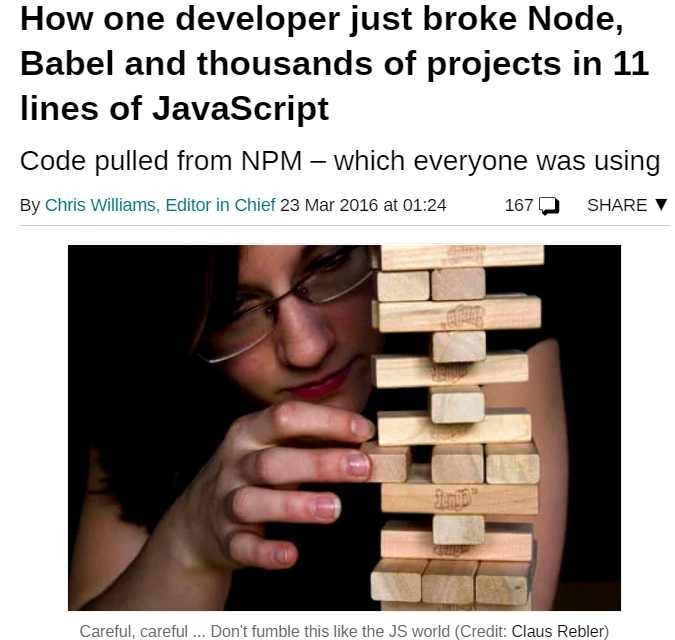 How one developer just broke Node,
Babel and thousands of projects in 11
lines of JavaScript
Code pulled from NPM – which everyone was using
By Chris Williams, Editor in Chief 23 Mar 2016 at 01:24 167 SHARE ▼
Jenga
Careful, careful ... Don't fumble this like the JS world (Credit: Claus Rebler)